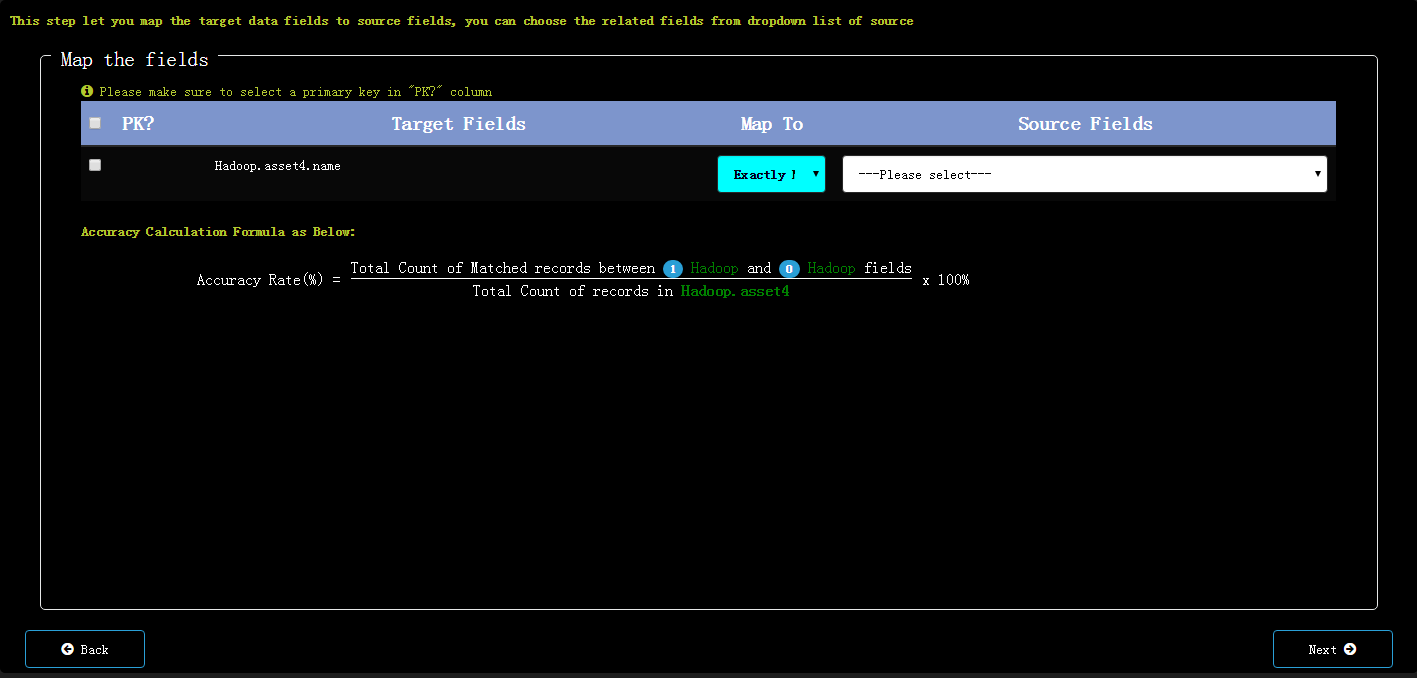 This step let you map the target data fields to source fields, you can choose the related fields from dropdown list of source
Map the fields
Please make sure to select a primary key in "PK?" column
PK? Target Fields Map To Source Fields
Hadoop.asset4.name Exactly ---Please select---
Accuracy Calculation Formula as Below:
Total Count of Matched records between 1 Hadoop and 0 Hadoop fields
Accuracy Rate(%) = x 100%
Total Count of records in Hadoop.asset4
Back Next